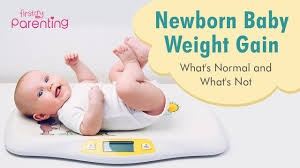 firstcry
Parenting
Newborn Baby
Weight Gain
What's Normal and
What's Not